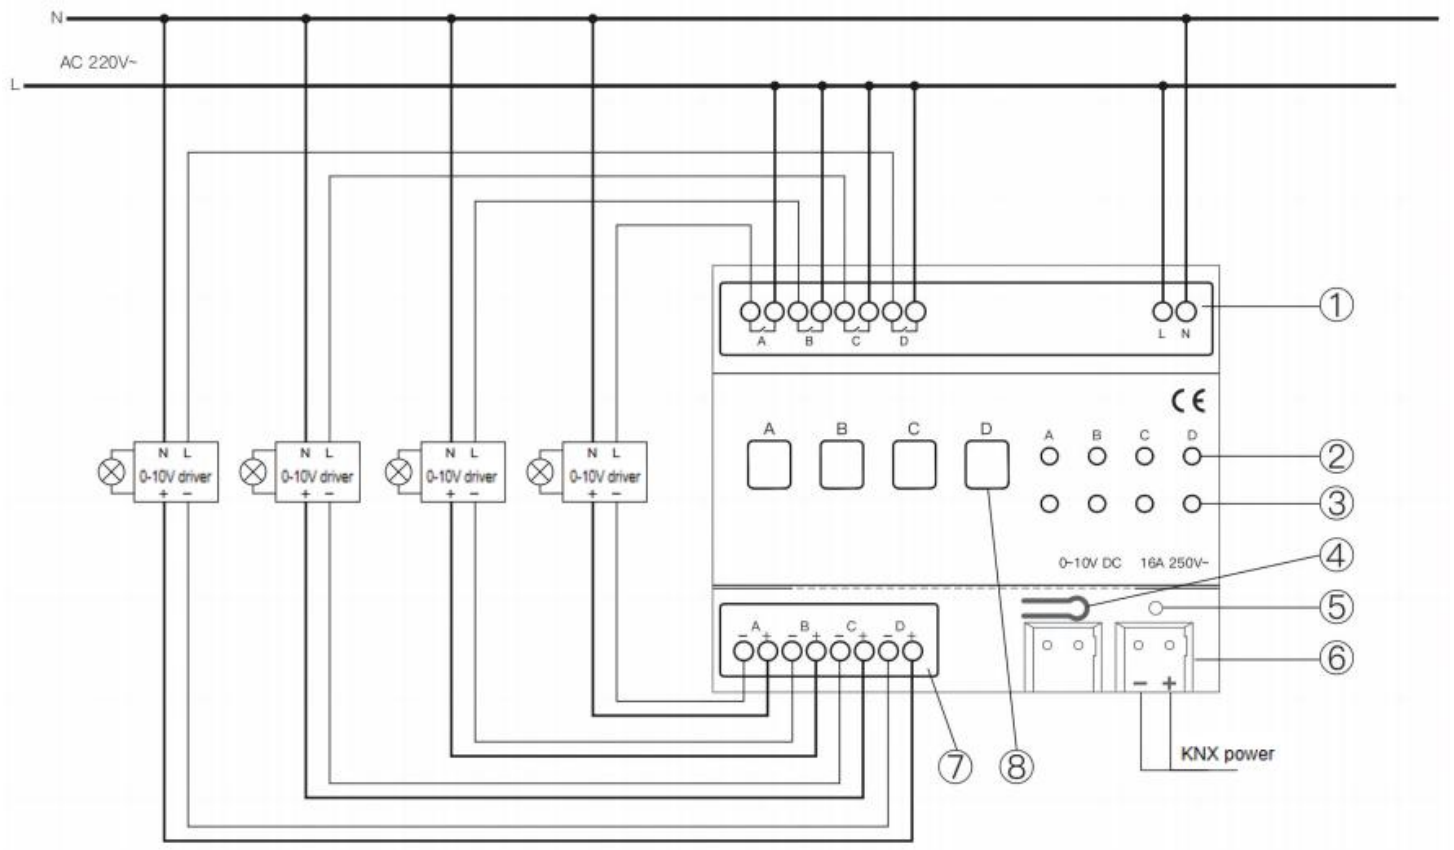 N
AC 220V~
L
①
A B C D L N
CE
A B C D A B C D
②
N L N L N L N L
0-10V driver 0-10V driver 0-10V driver 0-10V driver
+ − + − + − + −
③
0~10V DC 16A 250V~
④
⑤
A B C D
− + − + − + − +
⑥
− +
KNX power
⑦ ⑧